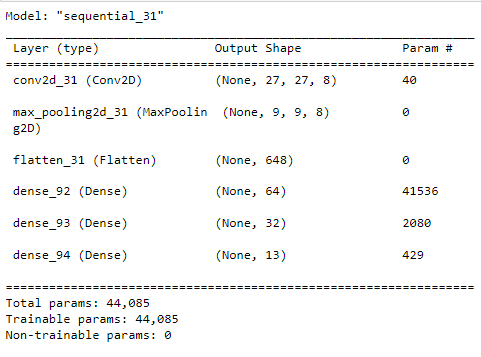 Model: "sequential_31"
Layer (type) Output Shape Param #
conv2d_31 (Conv2D) (None, 27, 27, 8) 40
max_pooling2d_31 (MaxPoolin (None, 9, 9, 8) 0
g2D)
flatten_31 (Flatten) (None, 648) 0
dense_92 (Dense) (None, 64) 41536
dense_93 (Dense) (None, 32) 2080
dense_94 (Dense) (None, 13) 429
Total params: 44,085
Trainable params: 44,085
Non-trainable params: 0